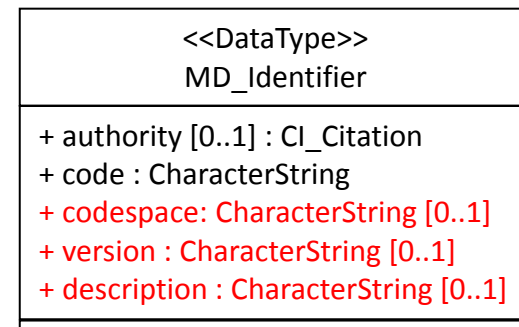 <<DataType>>
MD_Identifier
+ authority [0..1] : CI_Citation
+ code : CharacterString
+ codespace: CharacterString [0..1]
+ version : CharacterString [0..1]
+ description : CharacterString [0..1]